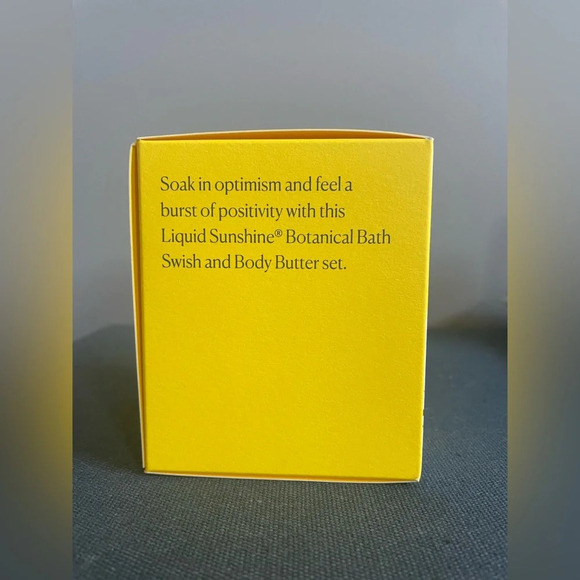 Soak in optimism and feel a
burst of positivity with this
Liquid Sunshine® Botanical Bath
Swish and Body Butter set.